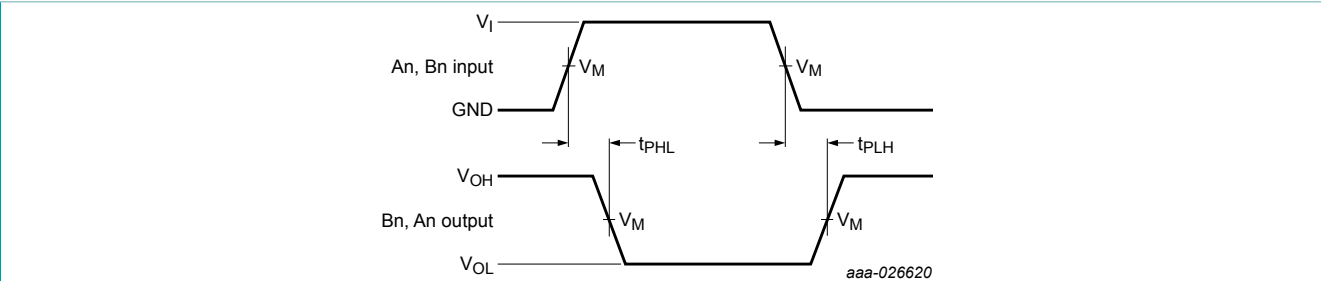 VI
An, Bn input
VM
VM
GND
tPHL
tPLH
VOH
Bn, An output
VM
VM
VOL
aaa-026620